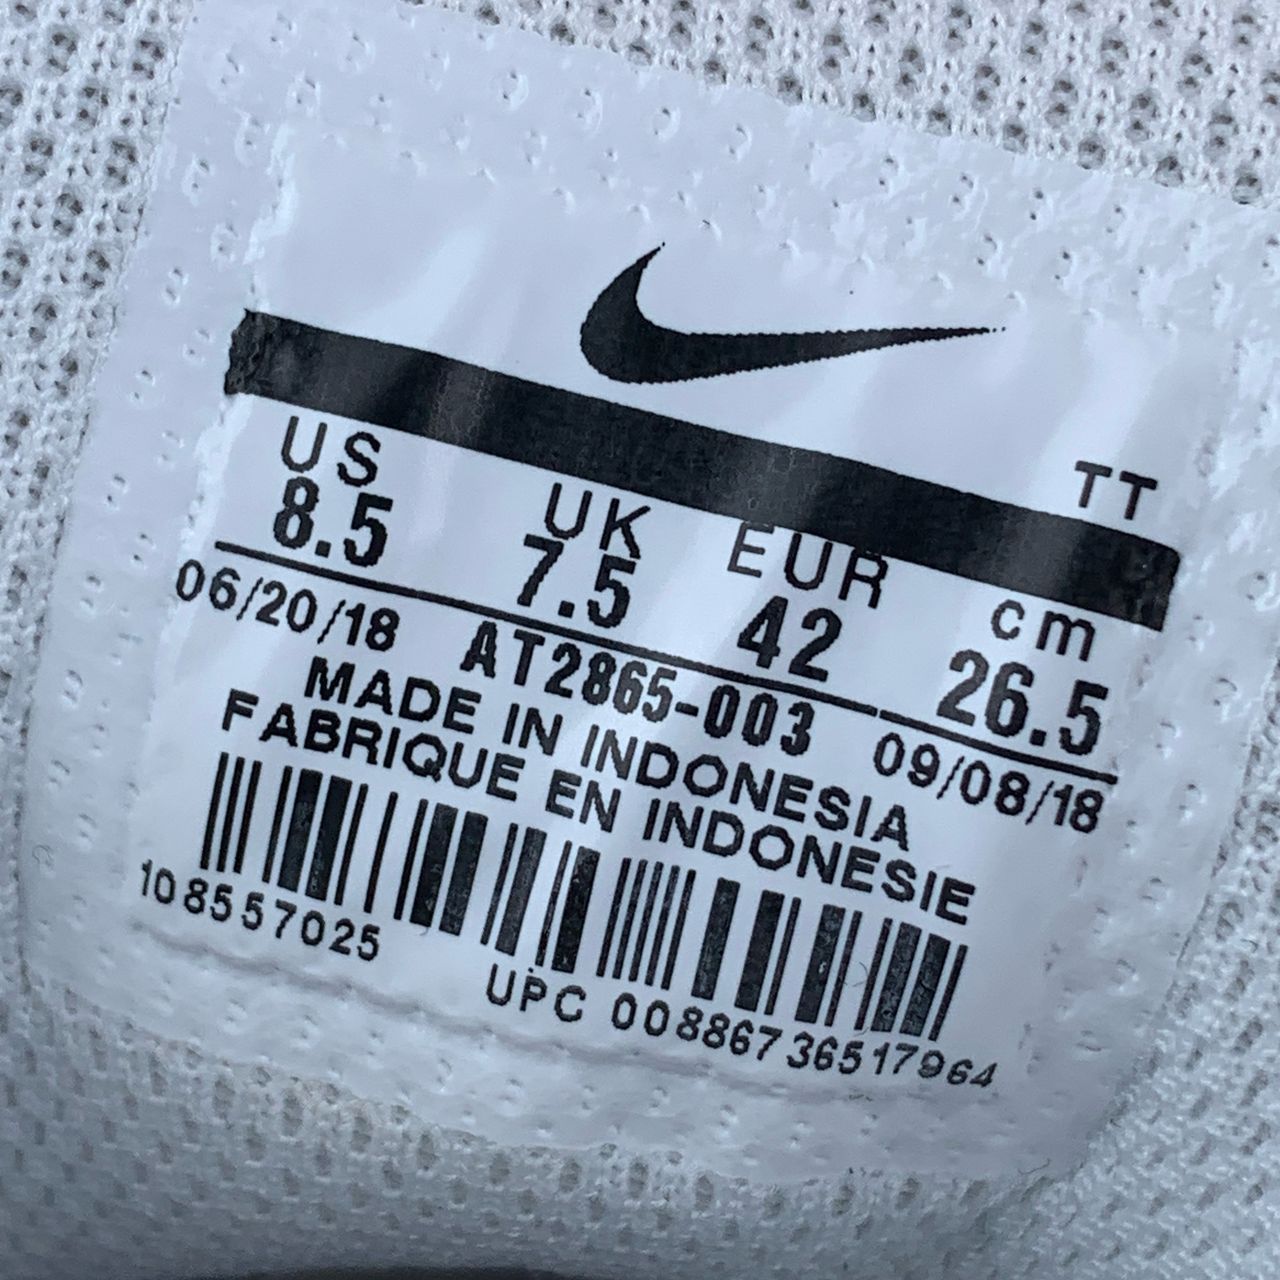 TT
US UK EUR cm
8.5 7.5 42 26.5
06/20/18 AT2865-003 09/08/18
MADE IN INDONESIA
FABRIQUE EN INDONESIE
108557025
UPC 00886736517964